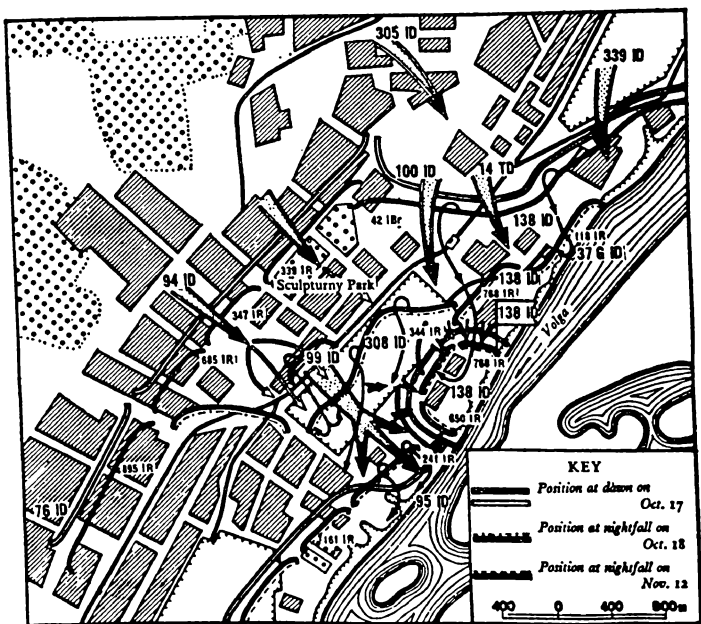 305 ID
339 ID
100 ID
14 TD
42 IBr
138 ID
118 IR
37 G ID
339 IR
Sculpturny Park
94 ID
138 ID
768 IR
138 ID
Volga
347 IR
344 IR
308 ID
685 IR
99 ID
768 IR
138 ID
650 IR
241 IR
895 IR
76 ID
95 ID
161 IR
KEY
Position at dawn on
Oct. 17
Position at nightfall on
Oct. 18
Position at nightfall on
Nov. 12
400 0 400 800m